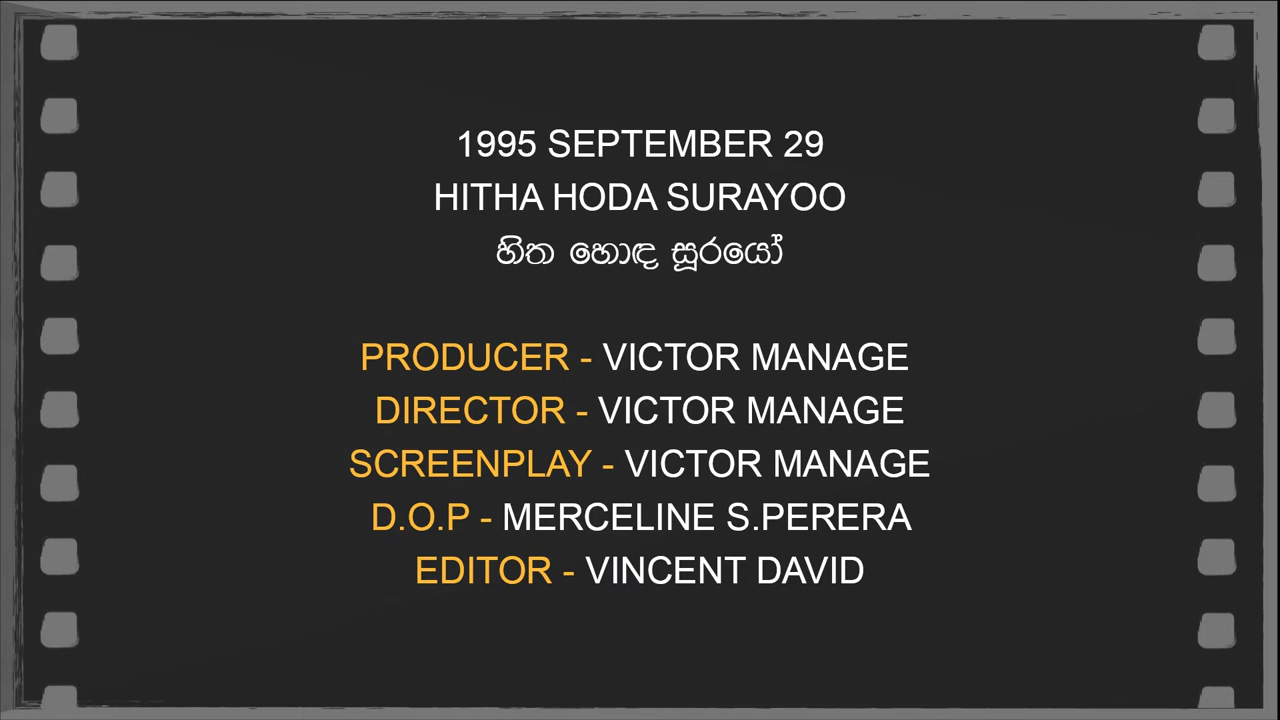 1995 SEPTEMBER 29
HITHA HODA SURAYOO
හිත හොඳ සූරයෝ
PRODUCER - VICTOR MANAGE
DIRECTOR - VICTOR MANAGE
SCREENPLAY - VICTOR MANAGE
D.O.P - MERCELINE S.PERERA
EDITOR - VINCENT DAVID